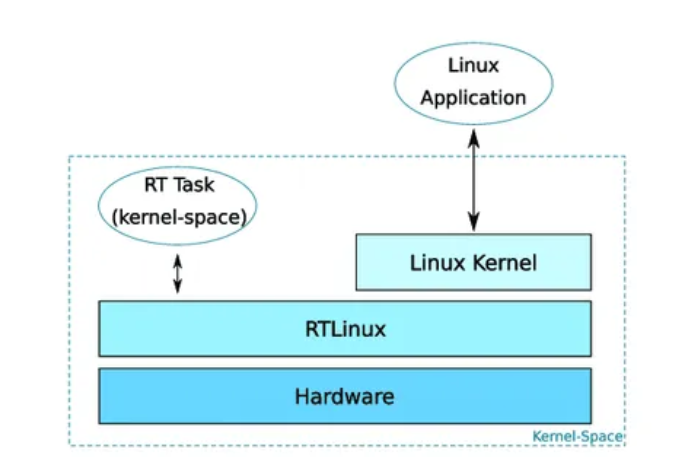 Linux
Application
RT Task
(kernel-space)
Linux Kernel
RTLinux
Hardware
Kernel-Space